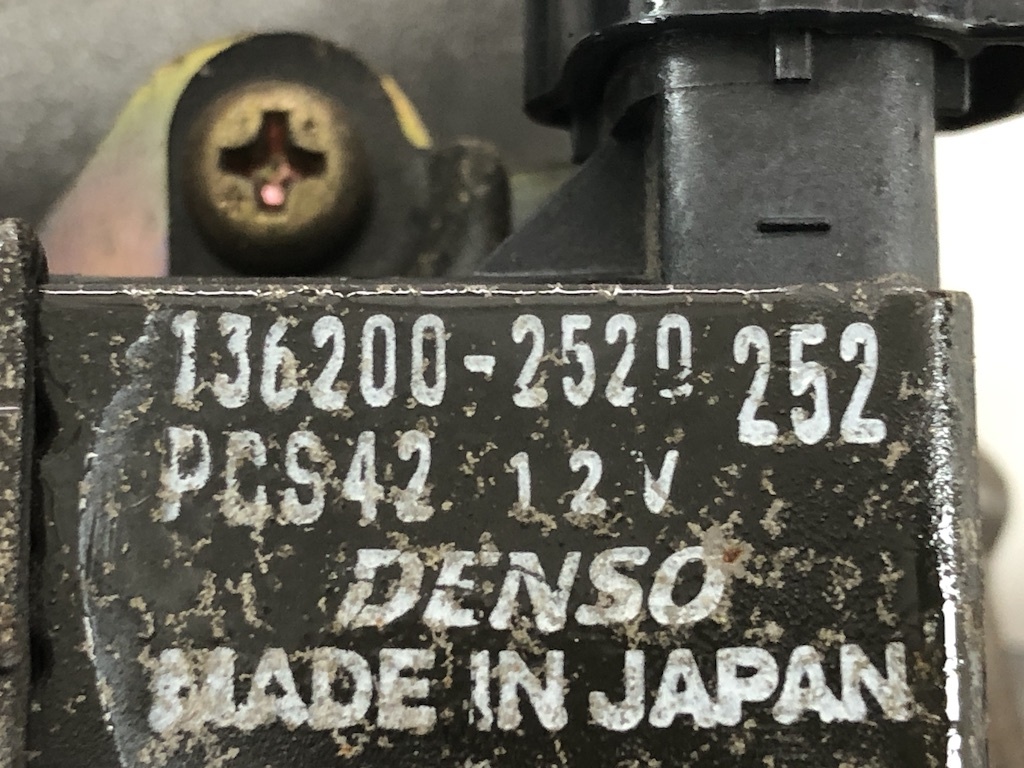 136200-2520 252
PCS42 12V
DENSO
MADE IN JAPAN